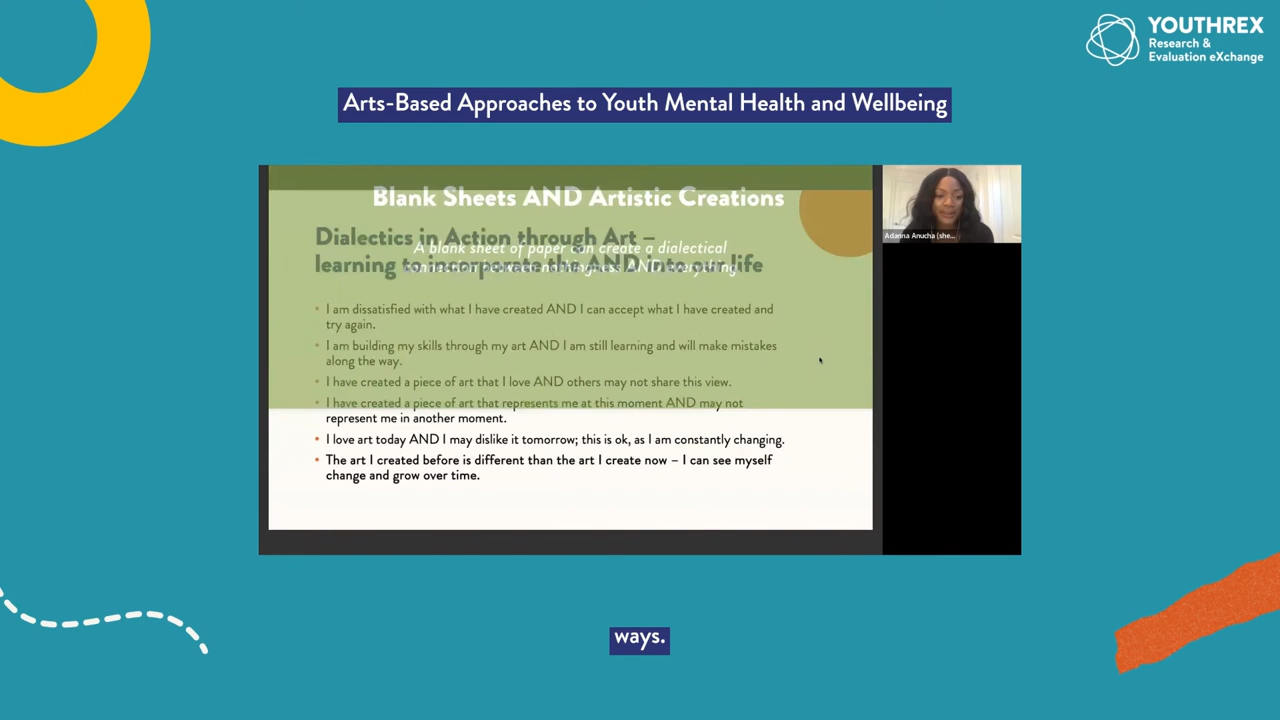 YOUTHREX
Research &
Evaluation eXchange
Arts-Based Approaches to Youth Mental Health and Wellbeing
Blank Sheets AND Artistic Creations
Dialectics in Action through Art –
learning to incorporate the AND into our life
A blank sheet of paper can create a dialectical
connection between nothingness AND everything.
• I am dissatisfied with what I have created AND I can accept what I have created and
try again.
• I am building my skills through my art AND I am still learning and will make mistakes
along the way.
• I have created a piece of art that I love AND others may not share this view.
• I have created a piece of art that represents me at this moment AND may not
represent me in another moment.
• I love art today AND I may dislike it tomorrow; this is ok, as I am constantly changing.
• The art I created before is different than the art I create now – I can see myself
change and grow over time.
Adanna Anucha (she...
ways.